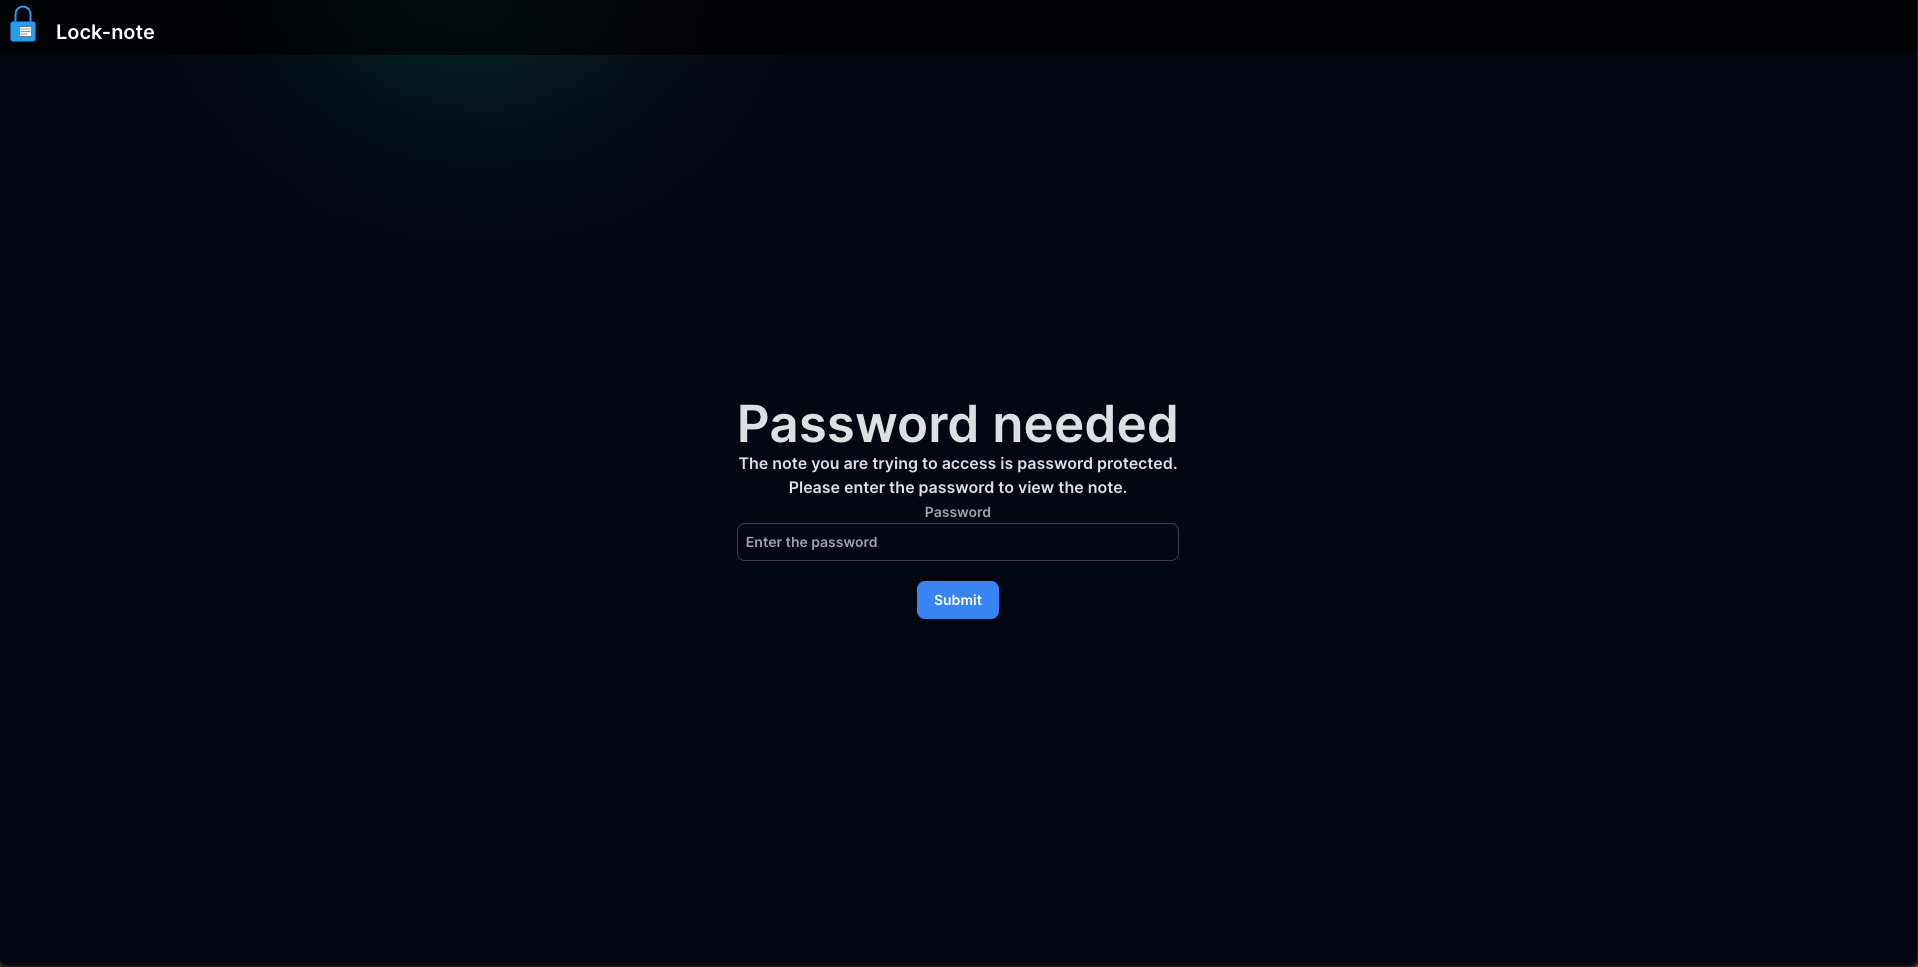 Lock-note
Password needed
The note you are trying to access is password protected.
Please enter the password to view the note.
Password
Enter the password
Submit